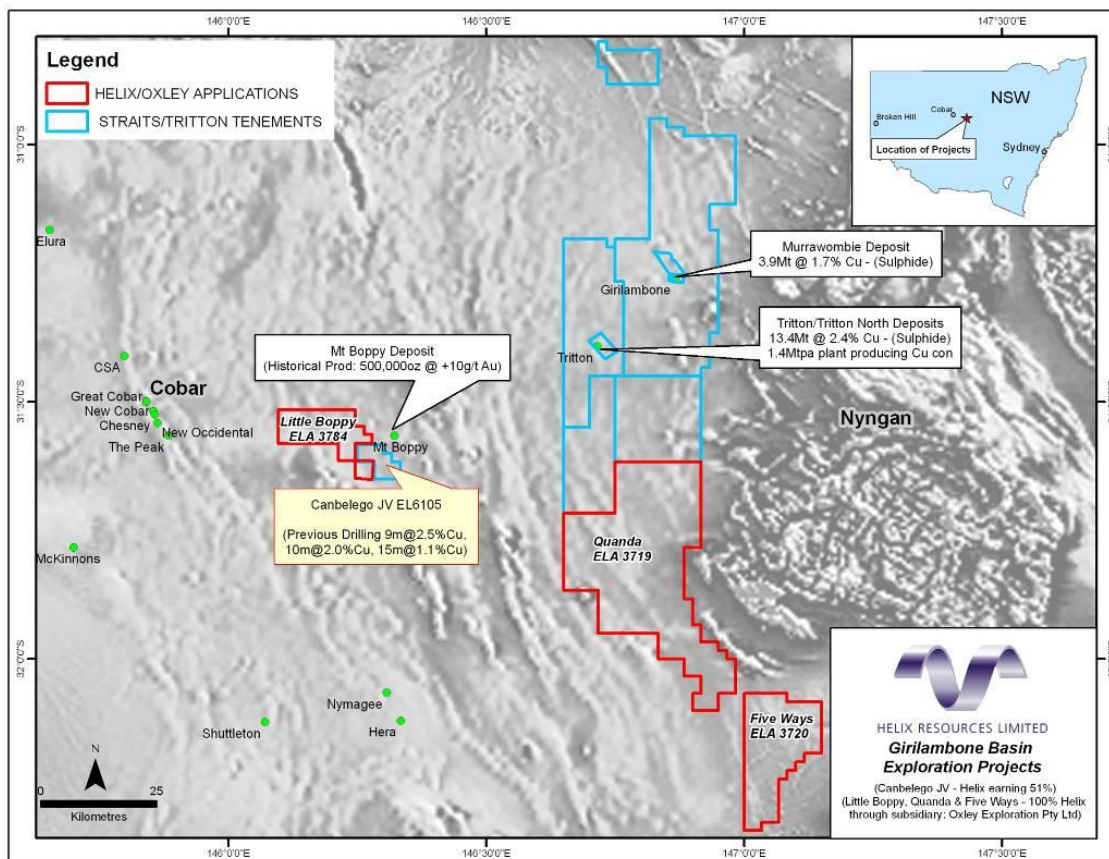 146°0'0"E
146°30'0"E
147°0'0"E
147°30'0"E
Legend
HELIX/OXLEY APPLICATIONS
STRAITS/TRITTON TENEMENTS
NSW
Broken Hill
Cobar
Location of Projects
Sydney
31°0'0"S
Elura
Murrawombie Deposit
3.9Mt @ 1.7% Cu - (Sulphide)
Girilambone
Tritton/Tritton North Deposits
13.4Mt @ 2.4% Cu - (Sulphide)
1.4Mtpa plant producing Cu con
Tritton
Mt Boppy Deposit
(Historical Prod: 500,000oz @ +10g/t Au)
CSA
Cobar
Great Cobar
New Cobar
Chesney
New Occidental
The Peak
31°30'0"S
Little Boppy
ELA 3784
Mt Boppy
Nyngan
Canbelego JV EL6105
(Previous Drilling 9m@2.5%Cu,
10m@2.0%Cu, 15m@1.1%Cu)
McKinnons
Quanda
ELA 3719
32°0'0"S
Nymagee
Shuttleton
Hera
Five Ways
ELA 3720
N
0
25
Kilometres
HELIX RESOURCES LIMITED
Girilambone Basin
Exploration Projects
(Canbelego JV - Helix earning 51%)
(Little Boppy, Quanda & Five Ways - 100% Helix
through subsidiary: Oxley Exploration Pty Ltd)
146°0'0"E
146°30'0"E
147°0'0"E
147°30'0"E